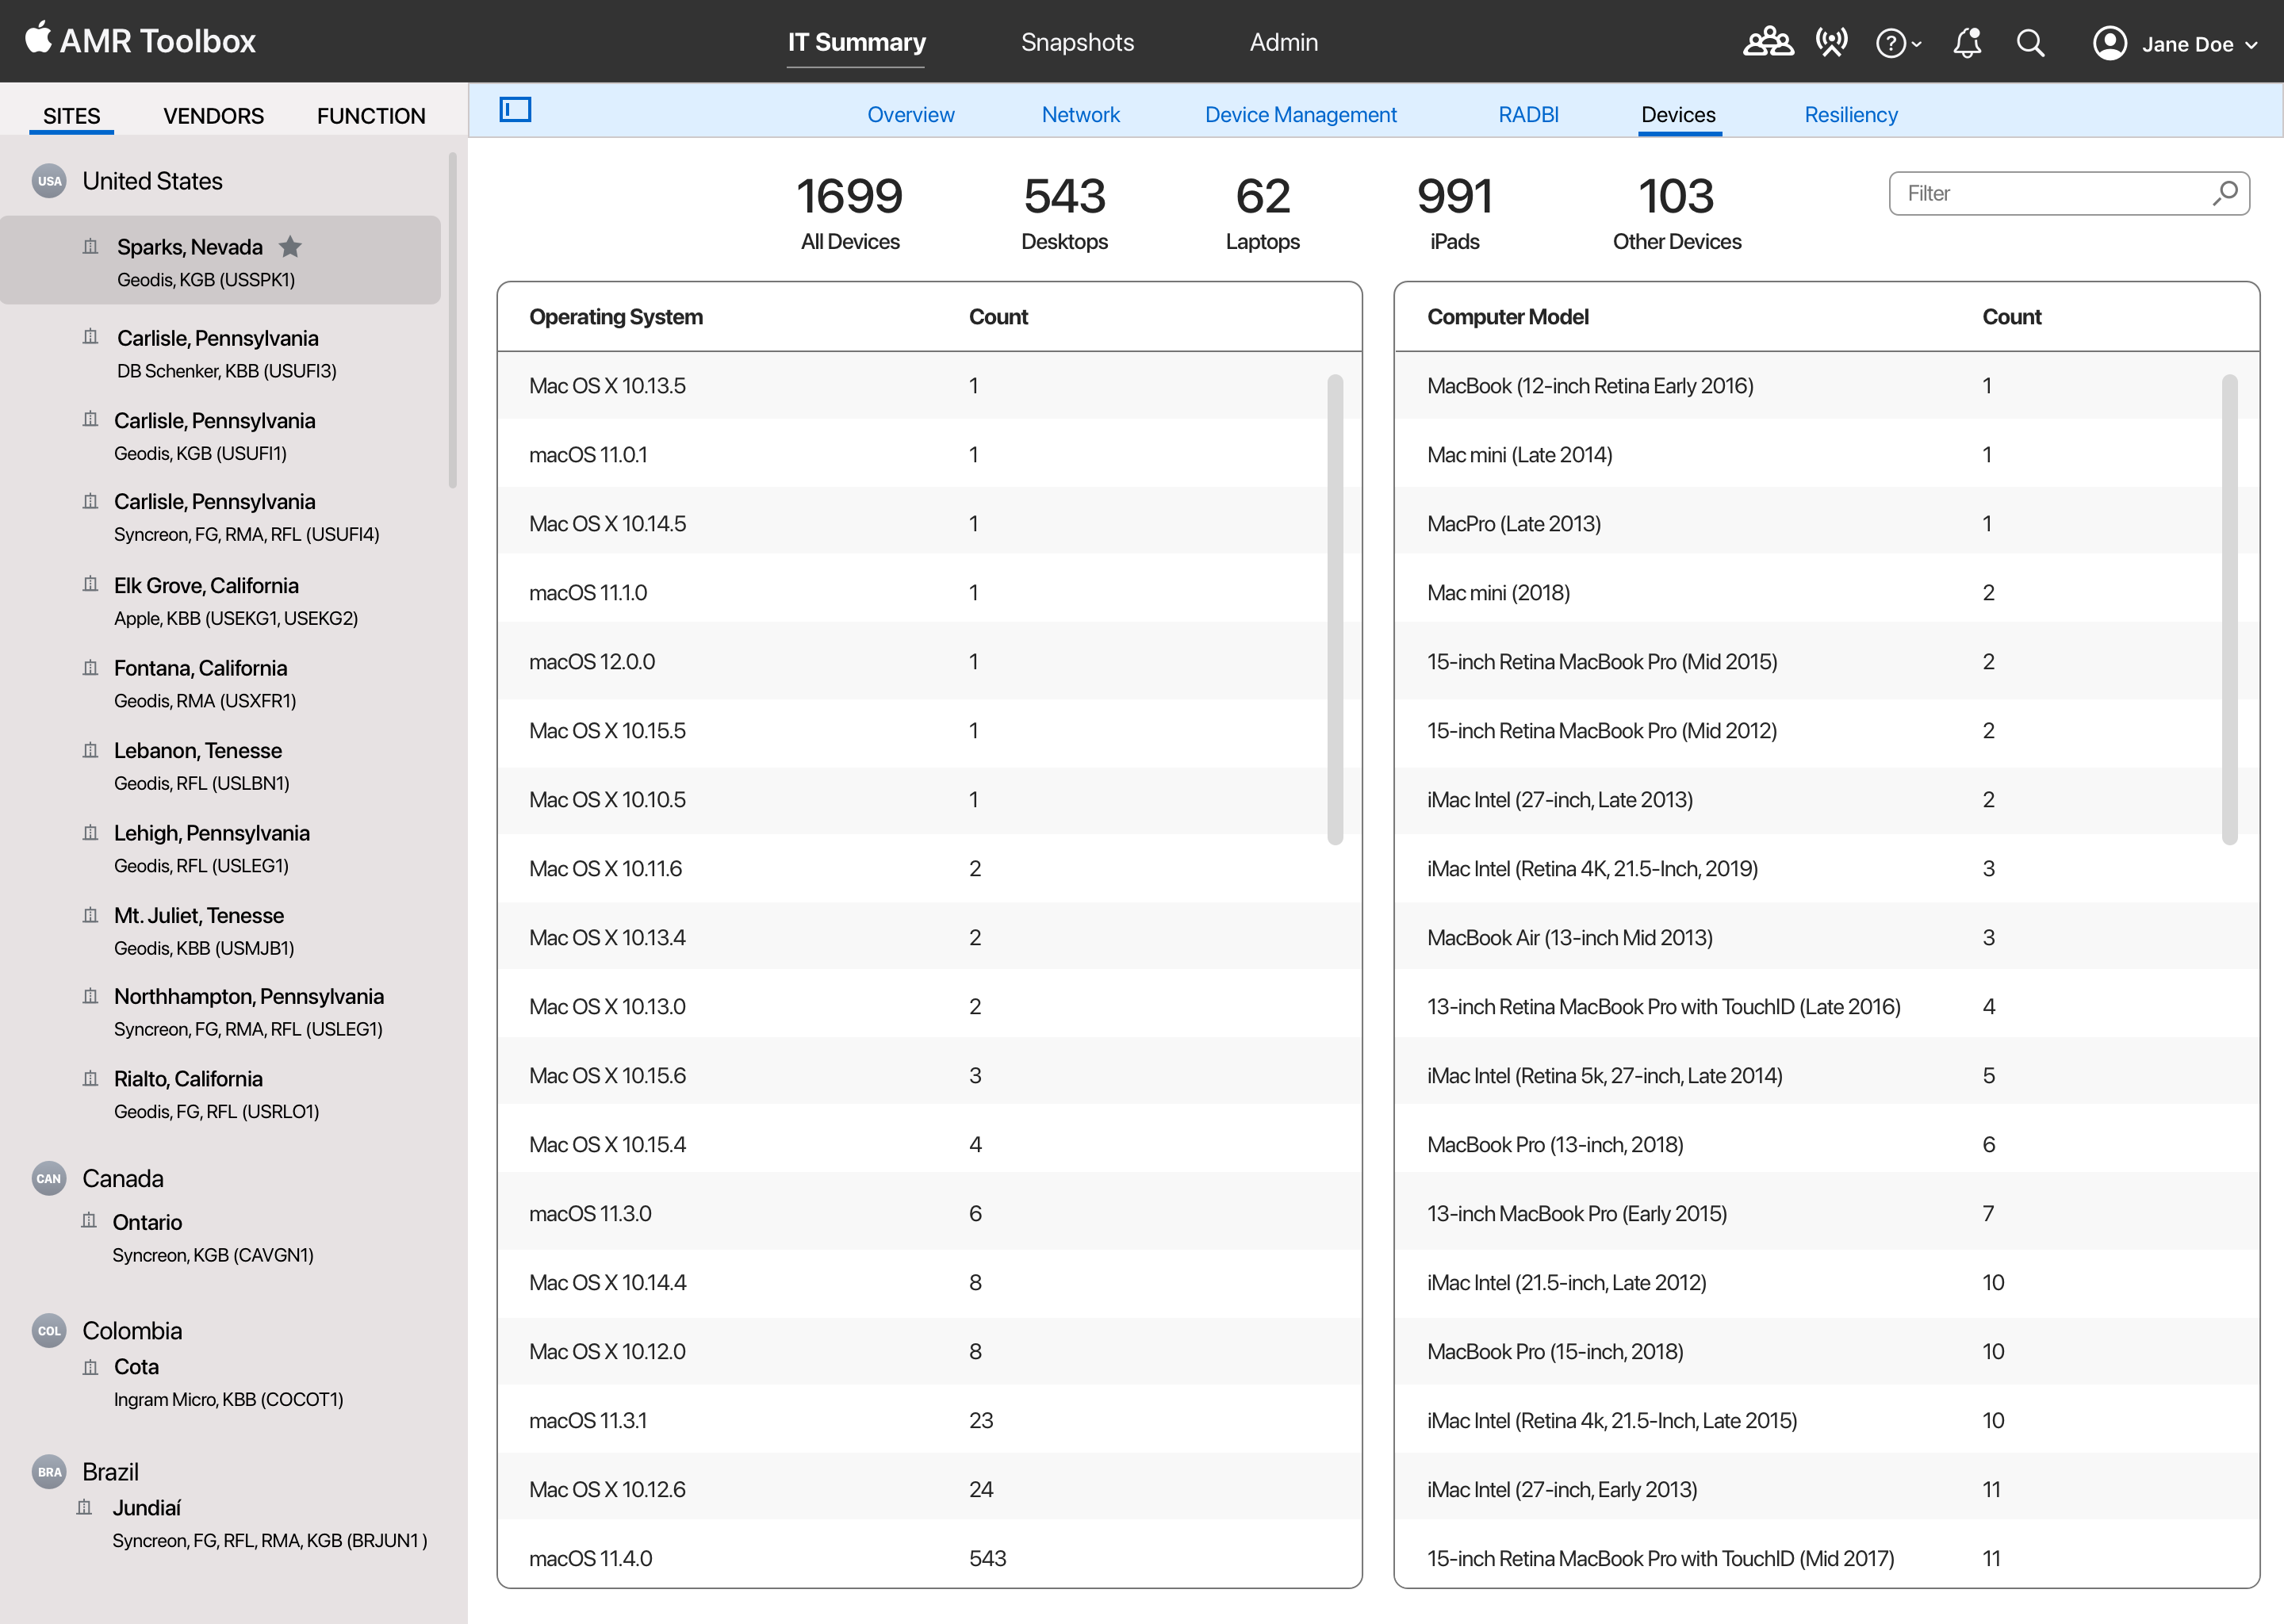 AMR Toolbox
IT Summary Snapshots Admin
Jane Doe
SITES VENDORS FUNCTION
Overview Network Device Management RADBI Devices Resiliency
USA United States
Sparks, Nevada
Geodis, KGB (USSPK1)
Carlisle, Pennsylvania
DB Schenker, KBB (USUFI3)
Carlisle, Pennsylvania
Geodis, KGB (USUFI1)
Carlisle, Pennsylvania
Syncreon, FG, RMA, RFL (USUFI4)
Elk Grove, California
Apple, KBB (USEKG1, USEKG2)
Fontana, California
Geodis, RMA (USXFR1)
Lebanon, Tenesse
Geodis, RFL (USLBN1)
Lehigh, Pennsylvania
Geodis, RFL (USLEG1)
Mt. Juliet, Tenesse
Geodis, KBB (USMJB1)
Northhampton, Pennsylvania
Syncreon, FG, RMA, RFL (USLEG1)
Rialto, California
Geodis, FG, RFL (USRLO1)
CAN Canada
Ontario
Syncreon, KGB (CAVGN1)
COL Colombia
Cota
Ingram Micro, KBB (COCOT1)
BRA Brazil
Jundiaí
Syncreon, FG, RFL, RMA, KGB (BRJUN1 )
1699 543 62 991 103
All Devices Desktops Laptops iPads Other Devices
Filter
Operating System Count
Mac OS X 10.13.5 1
macOS 11.0.1 1
Mac OS X 10.14.5 1
macOS 11.1.0 1
macOS 12.0.0 1
Mac OS X 10.15.5 1
Mac OS X 10.10.5 1
Mac OS X 10.11.6 2
Mac OS X 10.13.4 2
Mac OS X 10.13.0 2
Mac OS X 10.15.6 3
Mac OS X 10.15.4 4
macOS 11.3.0 6
Mac OS X 10.14.4 8
Mac OS X 10.12.0 8
macOS 11.3.1 23
Mac OS X 10.12.6 24
macOS 11.4.0 543
Computer Model Count
MacBook (12-inch Retina Early 2016) 1
Mac mini (Late 2014) 1
MacPro (Late 2013) 1
Mac mini (2018) 2
15-inch Retina MacBook Pro (Mid 2015) 2
15-inch Retina MacBook Pro (Mid 2012) 2
iMac Intel (27-inch, Late 2013) 2
iMac Intel (Retina 4K, 21.5-Inch, 2019) 3
MacBook Air (13-inch Mid 2013) 3
13-inch Retina MacBook Pro with TouchID (Late 2016) 4
iMac Intel (Retina 5k, 27-inch, Late 2014) 5
MacBook Pro (13-inch, 2018) 6
13-inch MacBook Pro (Early 2015) 7
iMac Intel (21.5-inch, Late 2012) 10
MacBook Pro (15-inch, 2018) 10
iMac Intel (Retina 4k, 21.5-Inch, Late 2015) 10
iMac Intel (27-inch, Early 2013) 11
15-inch Retina MacBook Pro with TouchID (Mid 2017) 11